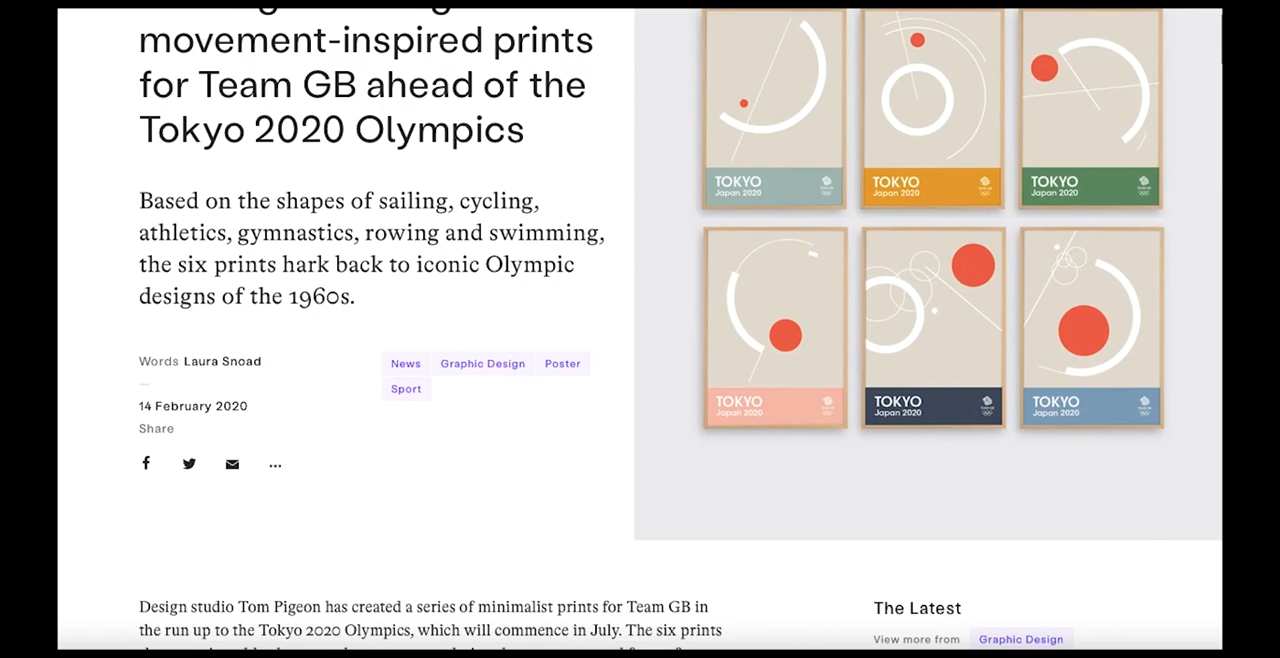 movement-inspired prints
for Team GB ahead of the
Tokyo 2020 Olympics
Based on the shapes of sailing, cycling,
athletics, gymnastics, rowing and swimming,
the six prints hark back to iconic Olympic
designs of the 1960s.
Words Laura Snoad
14 February 2020
Share
News Graphic Design Poster
Sport
TOKYO
Japan 2020
TOKYO
Japan 2020
TOKYO
Japan 2020
TOKYO
Japan 2020
TOKYO
Japan 2020
TOKYO
Japan 2020
Design studio Tom Pigeon has created a series of minimalist prints for Team GB in
the run up to the Tokyo 2020 Olympics, which will commence in July. The six prints
The Latest
View more from Graphic Design